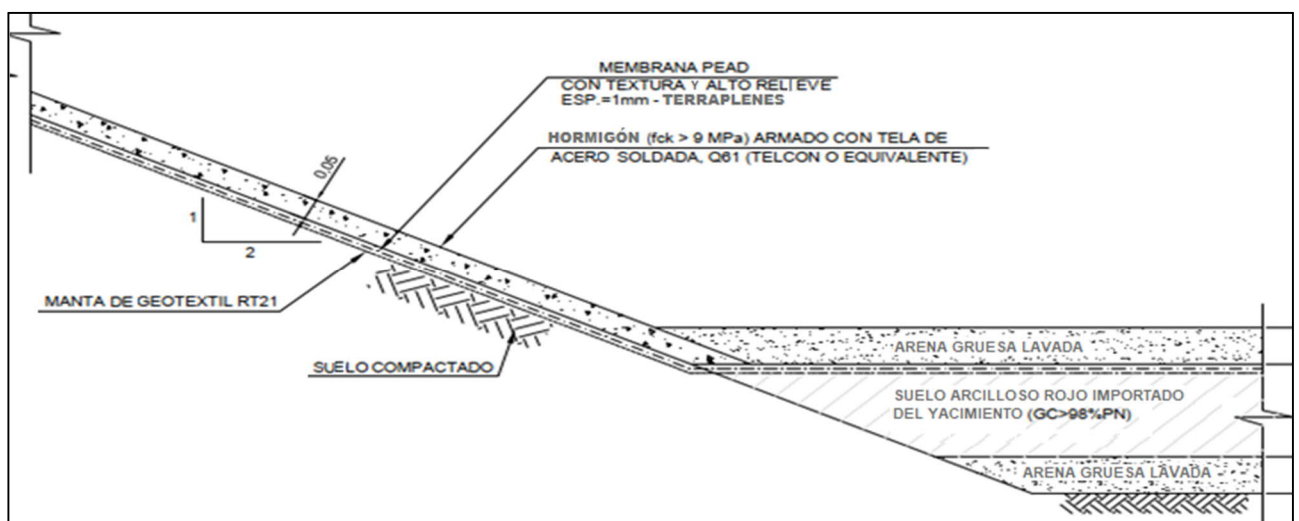 MEMBRANA PEAD
CON TEXTURA Y ALTO RELIEVE
ESP.=1mm - TERRAPLENES
HORMIGÓN (fck > 9 MPa) ARMADO CON TELA DE
ACERO SOLDADA, Q61 (TELCON O EQUIVALENTE)
0,05
1
2
MANTA DE GEOTEXTIL RT21
SUELO COMPACTADO
ARENA GRUESA LAVADA
SUELO ARCILLOSO ROJO IMPORTADO
DEL YACIMIENTO (GC>98%PN)
ARENA GRUESA LAVADA